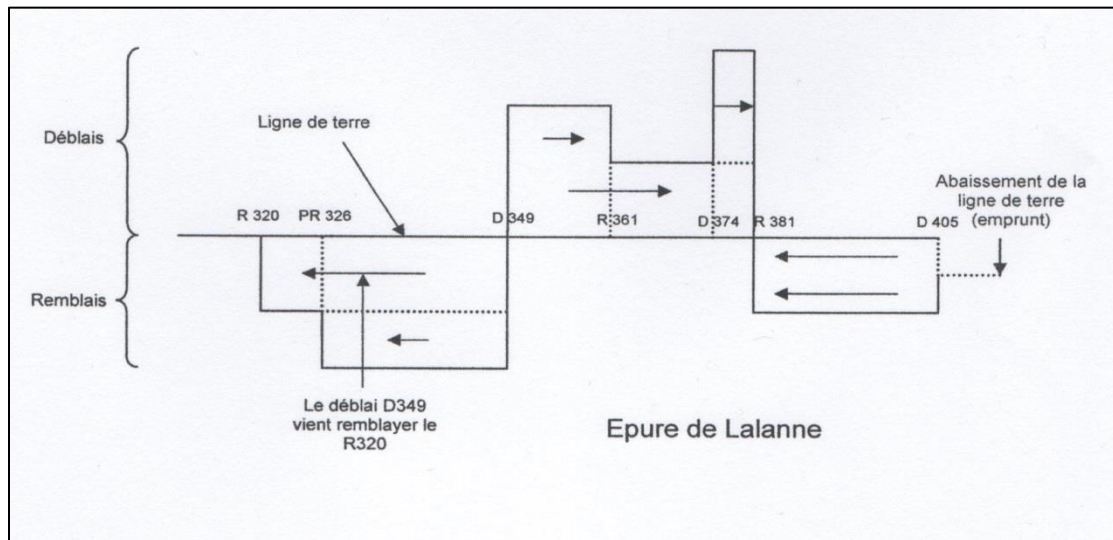 Déblais
Ligne de terre
Abaissement de la
ligne de terre
(emprunt)
R 320
PR 326
D 349
R 361
D 374
R 381
D 405
Remblais
Le déblai D349
vient remblayer le
R320
Epure de Lalanne